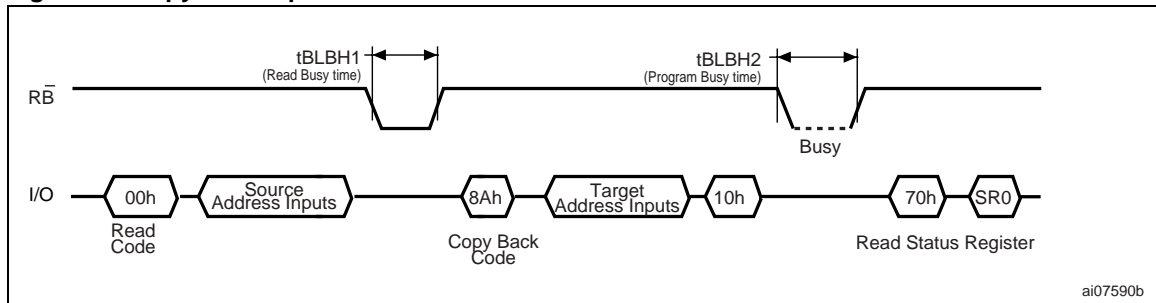 tBLBH1
(Read Busy time)
tBLBH2
(Program Busy time)
RB̅
Busy
I/O
00h
Source
Address Inputs
8Ah
Target
Address Inputs
10h
70h
SR0
Read
Code
Copy Back
Code
Read Status Register
ai07590b